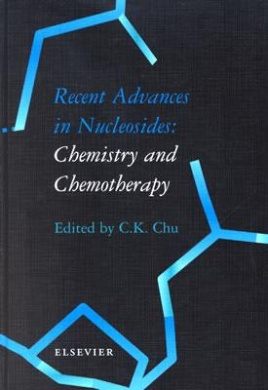 Recent Advances
in Nucleosides:
Chemistry and
Chemotherapy
Edited by C.K. Chu
ELSEVIER